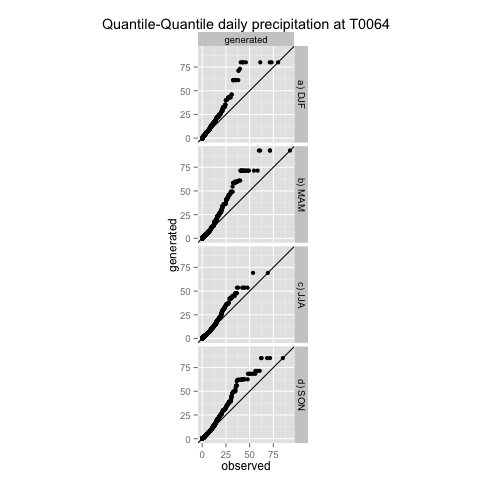 Quantile-Quantile daily precipitation at T0064
generated
75
50
25
0
a) DJF
75
50
25
0
b) MAM
generated
75
50
25
0
c) JJA
75
50
25
0
d) SON
0 25 50 75
observed